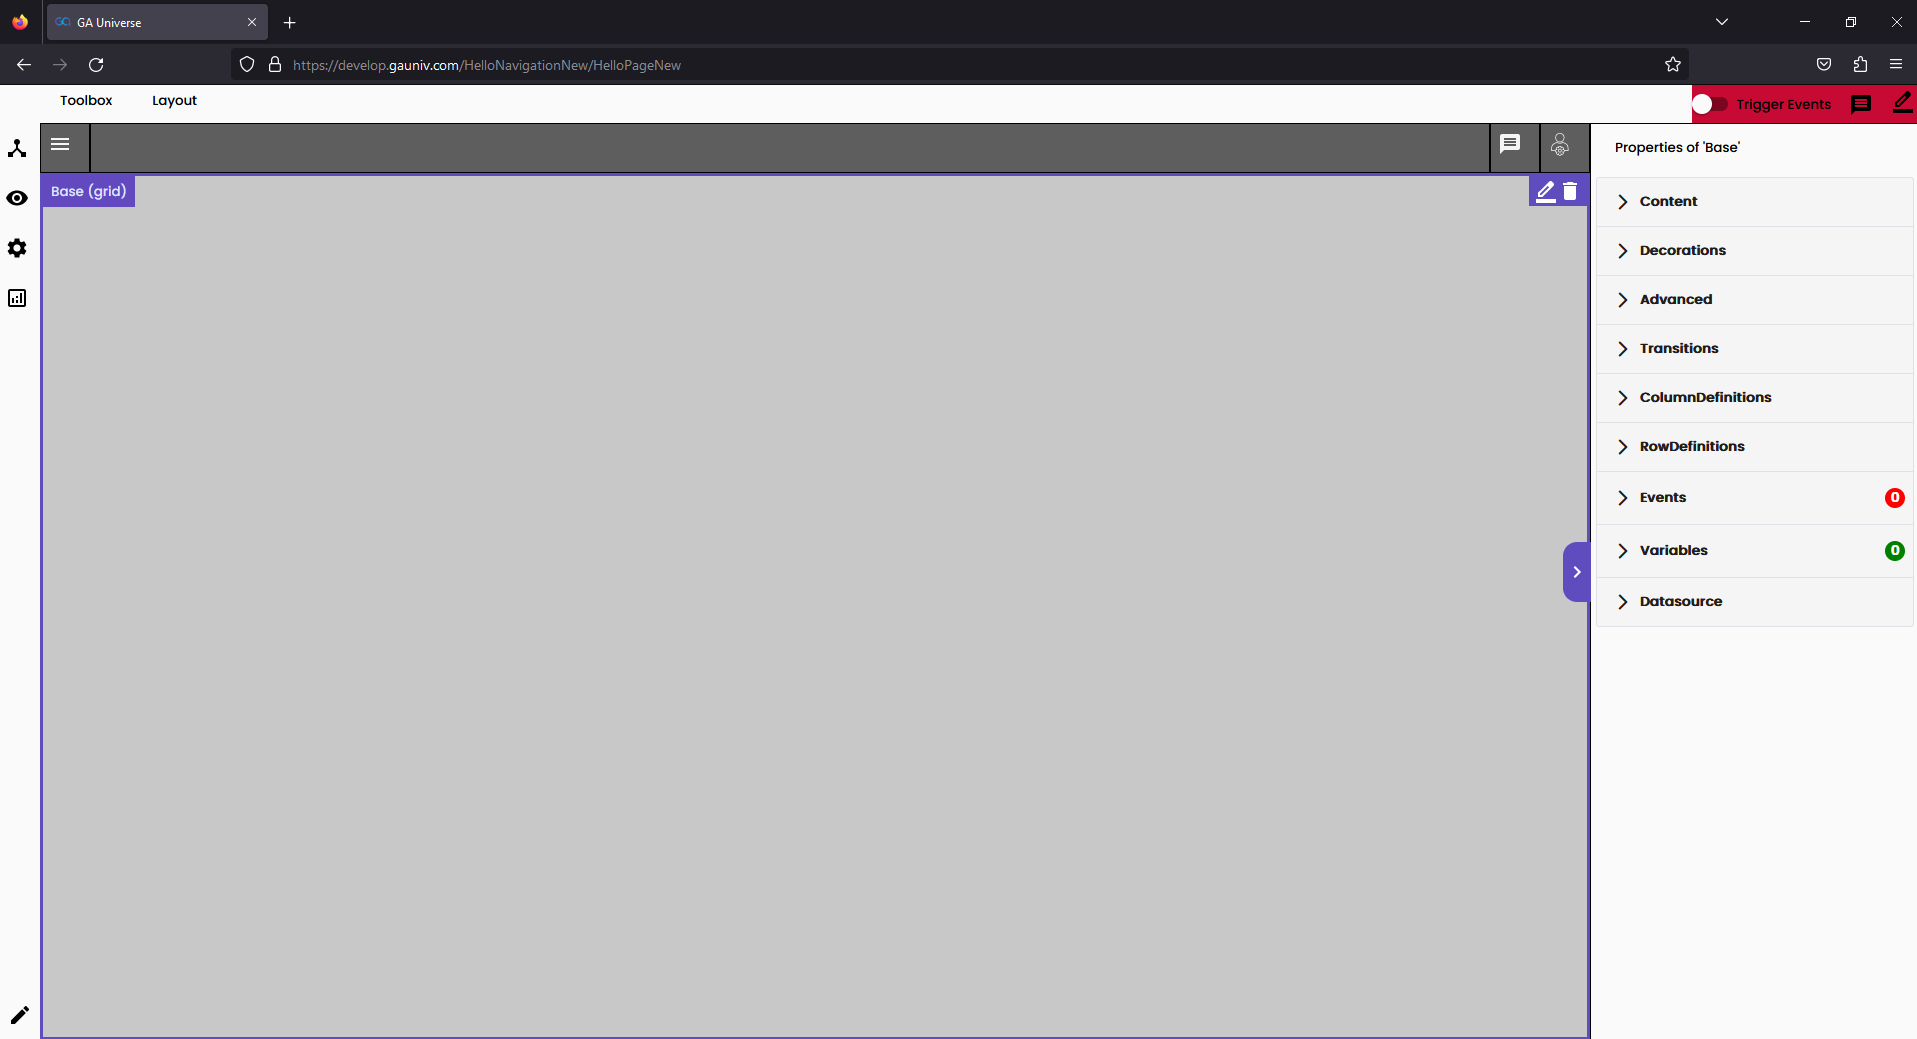 GA Universe
https://develop.gauniv.com/HelloNavigationNew/HelloPageNew
Toolbox
Layout
Trigger Events
Base (grid)
Properties of 'Base'
Content
Decorations
Advanced
Transitions
ColumnDefinitions
RowDefinitions
Events
0
Variables
0
Datasource